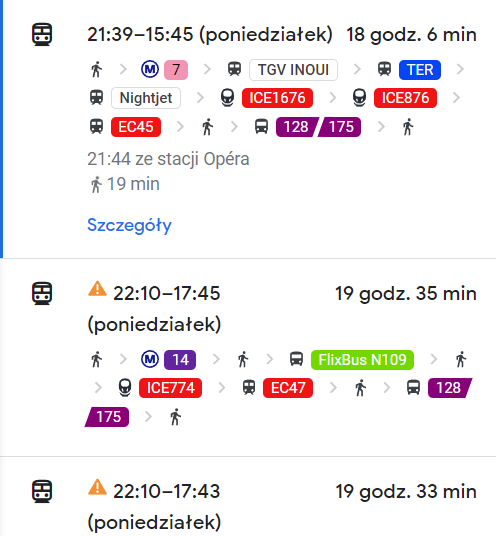 21:39–15:45 (poniedziałek) 18 godz. 6 min
M 7 TGV INOUI TER
Nightjet ICE1676 ICE876
EC45 128 175
21:44 ze stacji Opéra
19 min
Szczegóły
22:10–17:45 19 godz. 35 min
(poniedziałek)
M 14 FlixBus N109
ICE774 EC47 128
175
22:10–17:43 19 godz. 33 min
(poniedziałek)